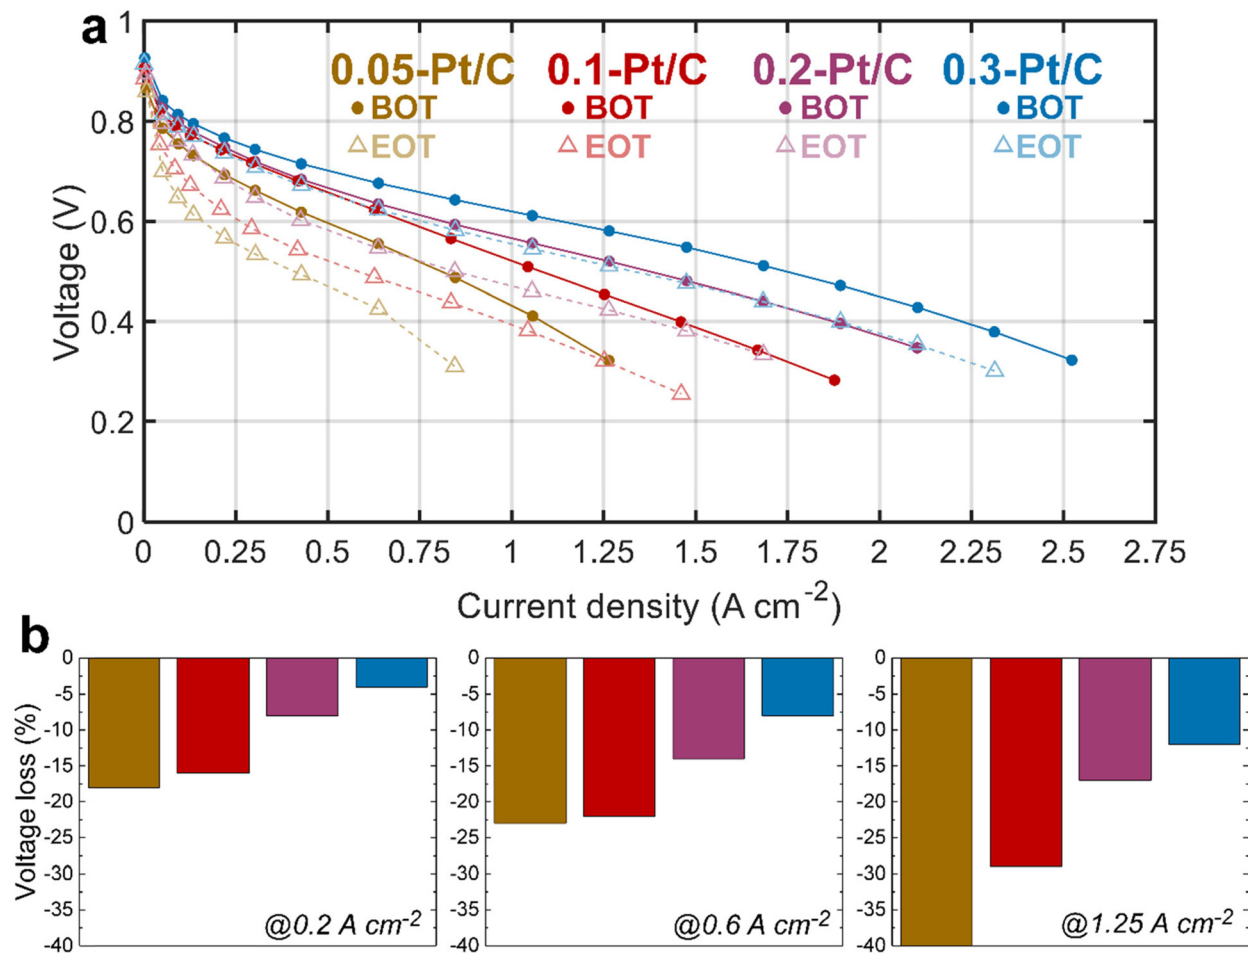 a
1
0.8
0.6
0.4
0.2
0
Voltage (V)
0.05-Pt/C 0.1-Pt/C 0.2-Pt/C 0.3-Pt/C
BOT BOT BOT BOT
EOT EOT EOT EOT
0 0.25 0.5 0.75 1 1.25 1.5 1.75 2 2.25 2.5 2.75
Current density (A cm-2)
b
Voltage loss (%)
0
-5
-10
-15
-20
-25
-30
-35
-40
@0.2 A cm-2
0
-5
-10
-15
-20
-25
-30
-35
-40
@0.6 A cm-2
0
-5
-10
-15
-20
-25
-30
-35
-40
@1.25 A cm-2